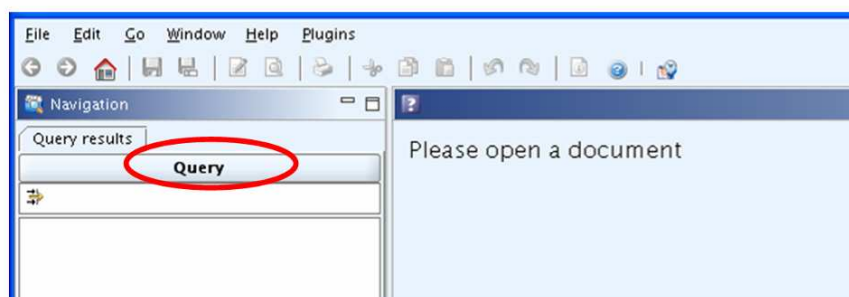 File Edit Go Window Help Plugins
Navigation
Query results
Query
Please open a document